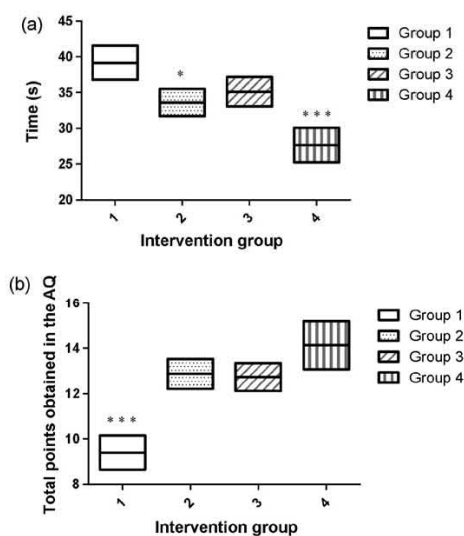 (a)
Time (s)
45
40
35
30
25
20
*
***
1
2
3
4
Intervention group
Group 1
Group 2
Group 3
Group 4
(b)
Total points obtained in the AQ
16
14
12
10
8
***
1
2
3
4
Intervention group
Group 1
Group 2
Group 3
Group 4